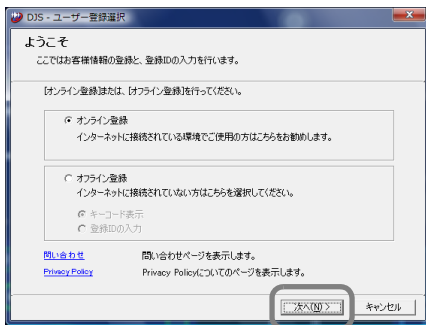 DJS - ユーザー登録選択
ようこそ
ここではお客様情報の登録と、登録IDの入力を行います。
[オンライン登録]または、[オフライン登録]を行ってください。
オンライン登録
インターネットに接続されている環境でご使用の方はこちらをお勧めします。
オフライン登録
インターネットに接続されていない方はこちらを選択してください。
キーコード表示
登録IDの入力
問い合わせ 問い合わせページを表示します。
Privacy Policy Privacy Policyについてのページを表示します。
次へ(N) > キャンセル